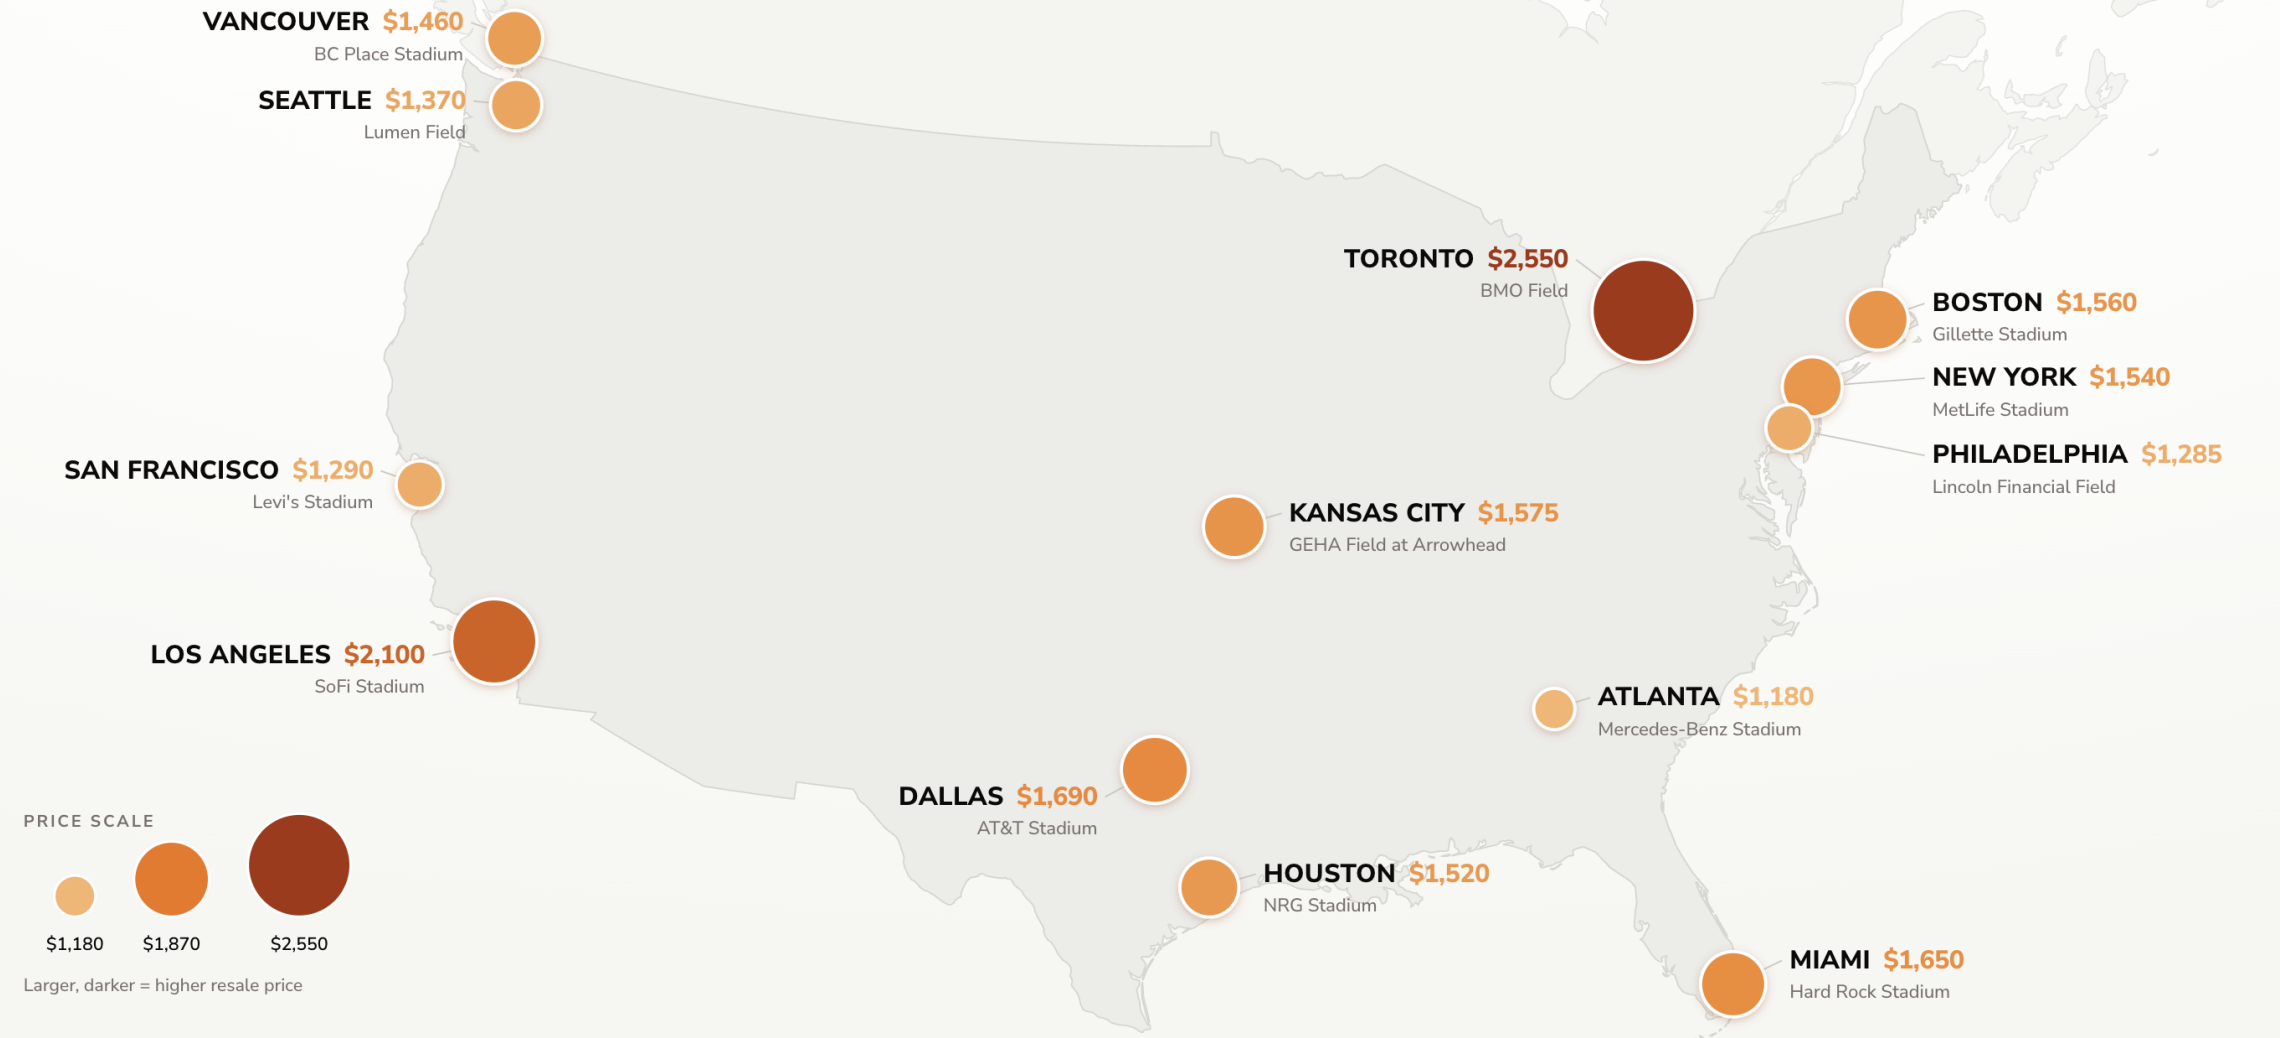 VANCOUVER $1,460
BC Place Stadium
SEATTLE $1,370
Lumen Field
TORONTO $2,550
BMO Field
BOSTON $1,560
Gillette Stadium
NEW YORK $1,540
MetLife Stadium
PHILADELPHIA $1,285
Lincoln Financial Field
SAN FRANCISCO $1,290
Levi's Stadium
KANSAS CITY $1,575
GEHA Field at Arrowhead
LOS ANGELES $2,100
SoFi Stadium
ATLANTA $1,180
Mercedes-Benz Stadium
DALLAS $1,690
AT&T Stadium
HOUSTON $1,520
NRG Stadium
MIAMI $1,650
Hard Rock Stadium
PRICE SCALE
$1,180 $1,870 $2,550
Larger, darker = higher resale price